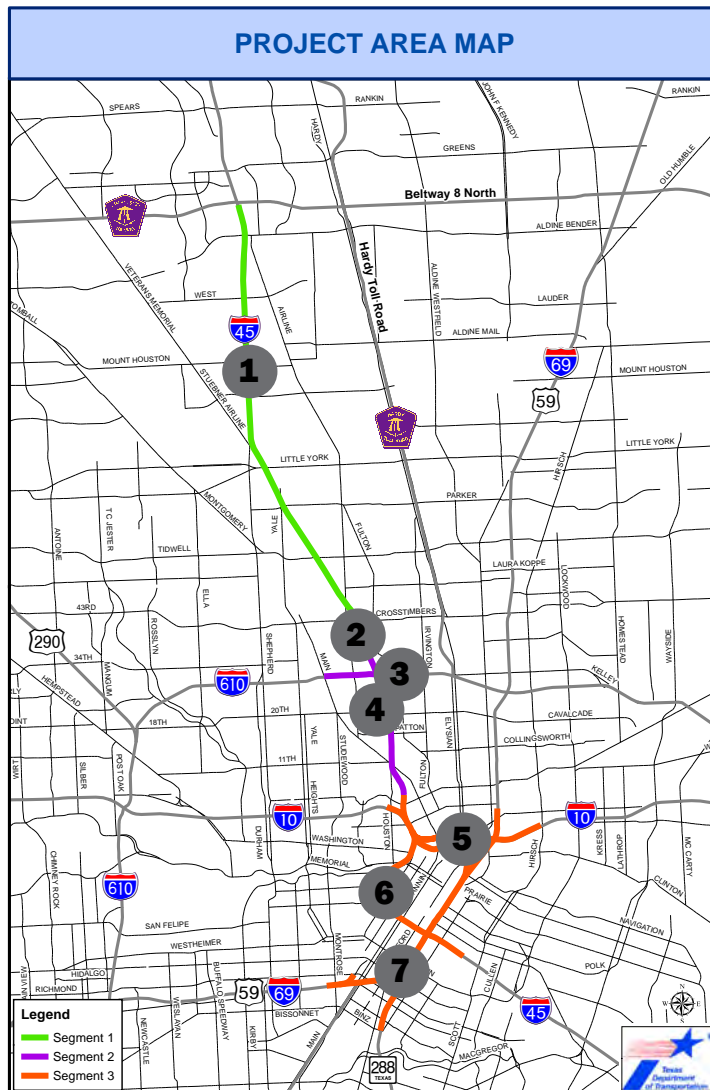 PROJECT AREA MAP
SPEARS
RANKIN
HARDY
JOHN F KENNEDY
RANKIN
GREENS
OLD HUMBLE
Beltway 8 North
ALDINE BENDER
VETERANS MEMORIAL
Hardy Toll Road
ALDINE WESTFIELD
WEST
AIRLINE
LAUDER
TOMBALL
45
ALDINE MAIL
MOUNT HOUSTON
1
69
MOUNT HOUSTON
STUEBNER AIRLINE
59
LITTLE YORK
LITTLE YORK
HIRSCH
MONTGOMERY
PARKER
YALE
ANTOINE
T C JESTER
FULTON
TIDWELL
LAURA KOPPE
LOCKWOOD
ELLA
43RD
CROSSTIMBERS
ROSSLYN
2
IRVINGTON
HOMESTEAD
WAYSIDE
290
34TH
SHEPHERD
MAIN
3
KELLEY
MANGUM
610
HEMPSTEAD
4
20TH
CAVALCADE
18TH
PATTON
ELYSIAN
COLLINGSWORTH
YALE
STUDEWOOD
11TH
FULTON
WIRT
SILBER
POST OAK
HEIGHTS
10
HOUSTON
10
DURHAM
WASHINGTON
5
HIRSCH
KRESS
LATHROP
MC CARTY
MEMORIAL
CHIMNEY ROCK
610
6
PRAIRIE
CLINTON
NAVIGATION
SAN FELIPE
WESTHEIMER
MONTROSE
7
POLK
HIDALGO
RICHMOND
BUFFALO SPEEDWAY
59
69
CULLEN
BISSONNET
45
WESLAYAN
KIRBY
MAIN
BINZ
SCOTT
NEWCASTLE
MACGREGOR
288
TEXAS
Legend
Segment 1
Segment 2
Segment 3
N
W
E
S
Texas
Department
of Transportation